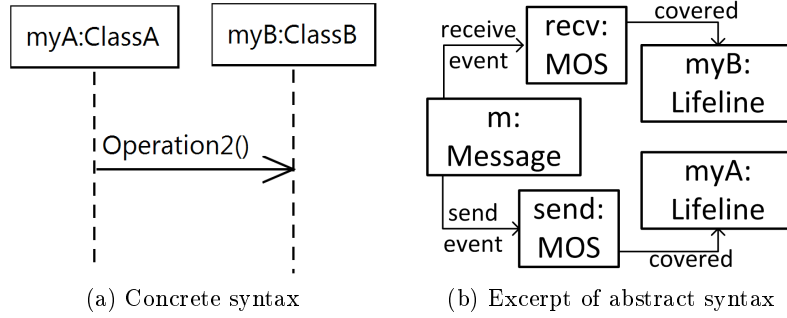 myA:ClassA
myB:ClassB
Operation2()
(a) Concrete syntax
receive
event
recv:
MOS
covered
myB:
Lifeline
m:
Message
myA:
Lifeline
send
event
send:
MOS
covered
(b) Excerpt of abstract syntax